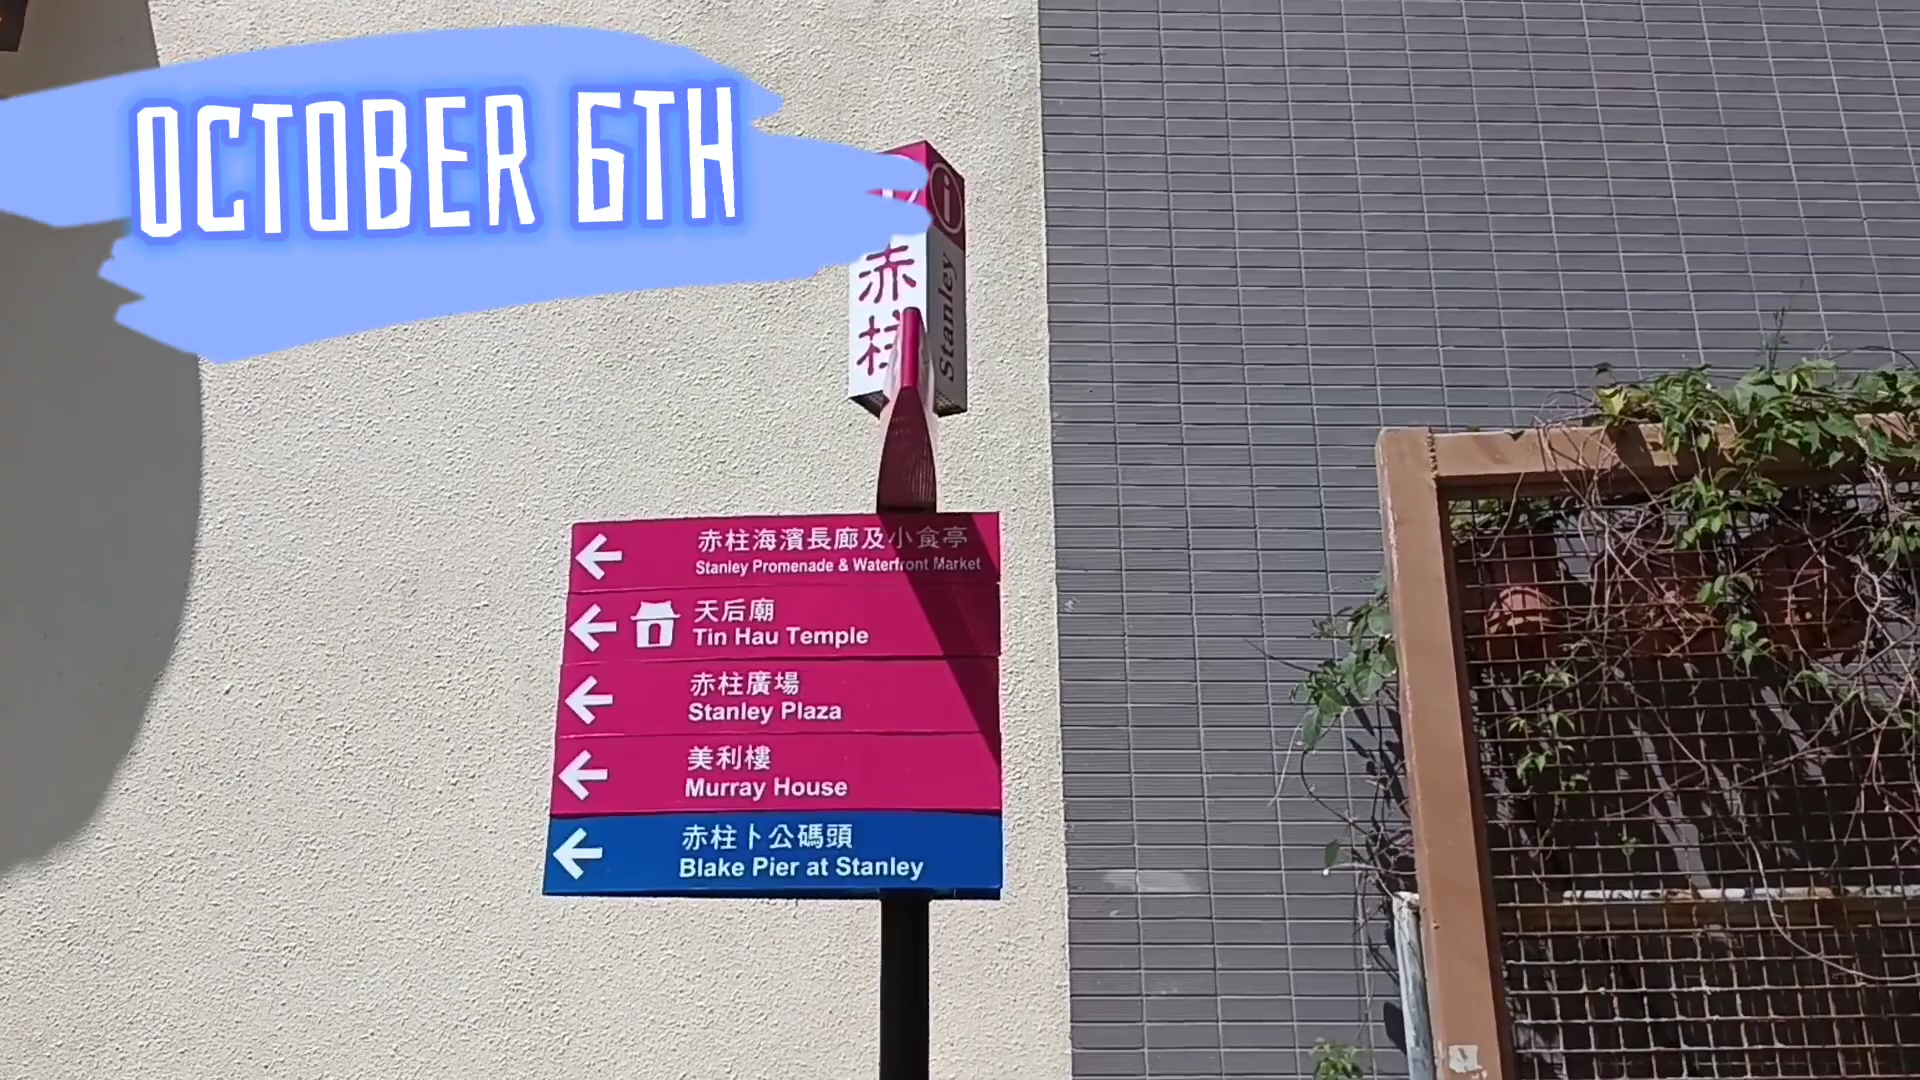 OCTOBER 6TH
赤柱
Stanley
赤柱海濱長廊及小食亭
Stanley Promenade & Waterfront Market
天后廟
Tin Hau Temple
赤柱廣場
Stanley Plaza
美利樓
Murray House
赤柱卜公碼頭
Blake Pier at Stanley